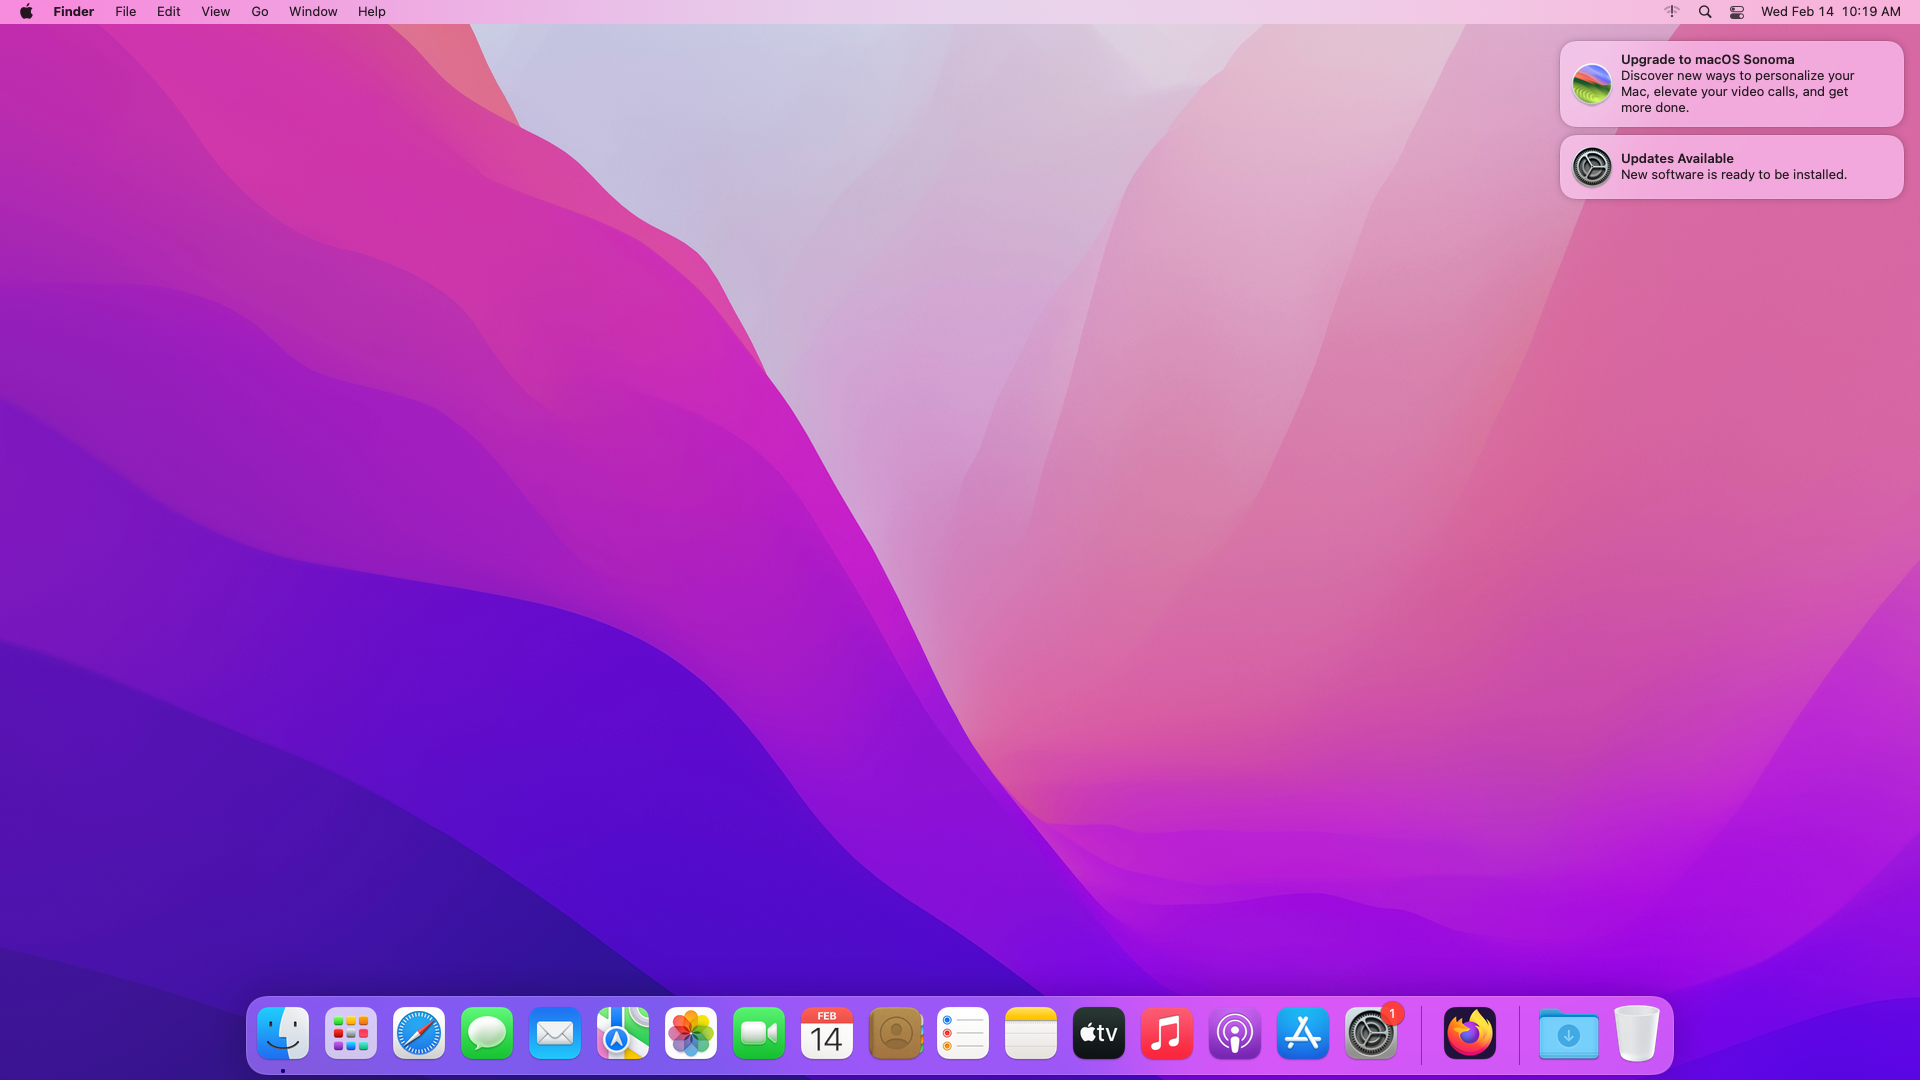 Finder File Edit View Go Window Help
Wed Feb 14 10:19 AM
Upgrade to macOS Sonoma
Discover new ways to personalize your
Mac, elevate your video calls, and get
more done.
Updates Available
New software is ready to be installed.
FEB
14
tv
1